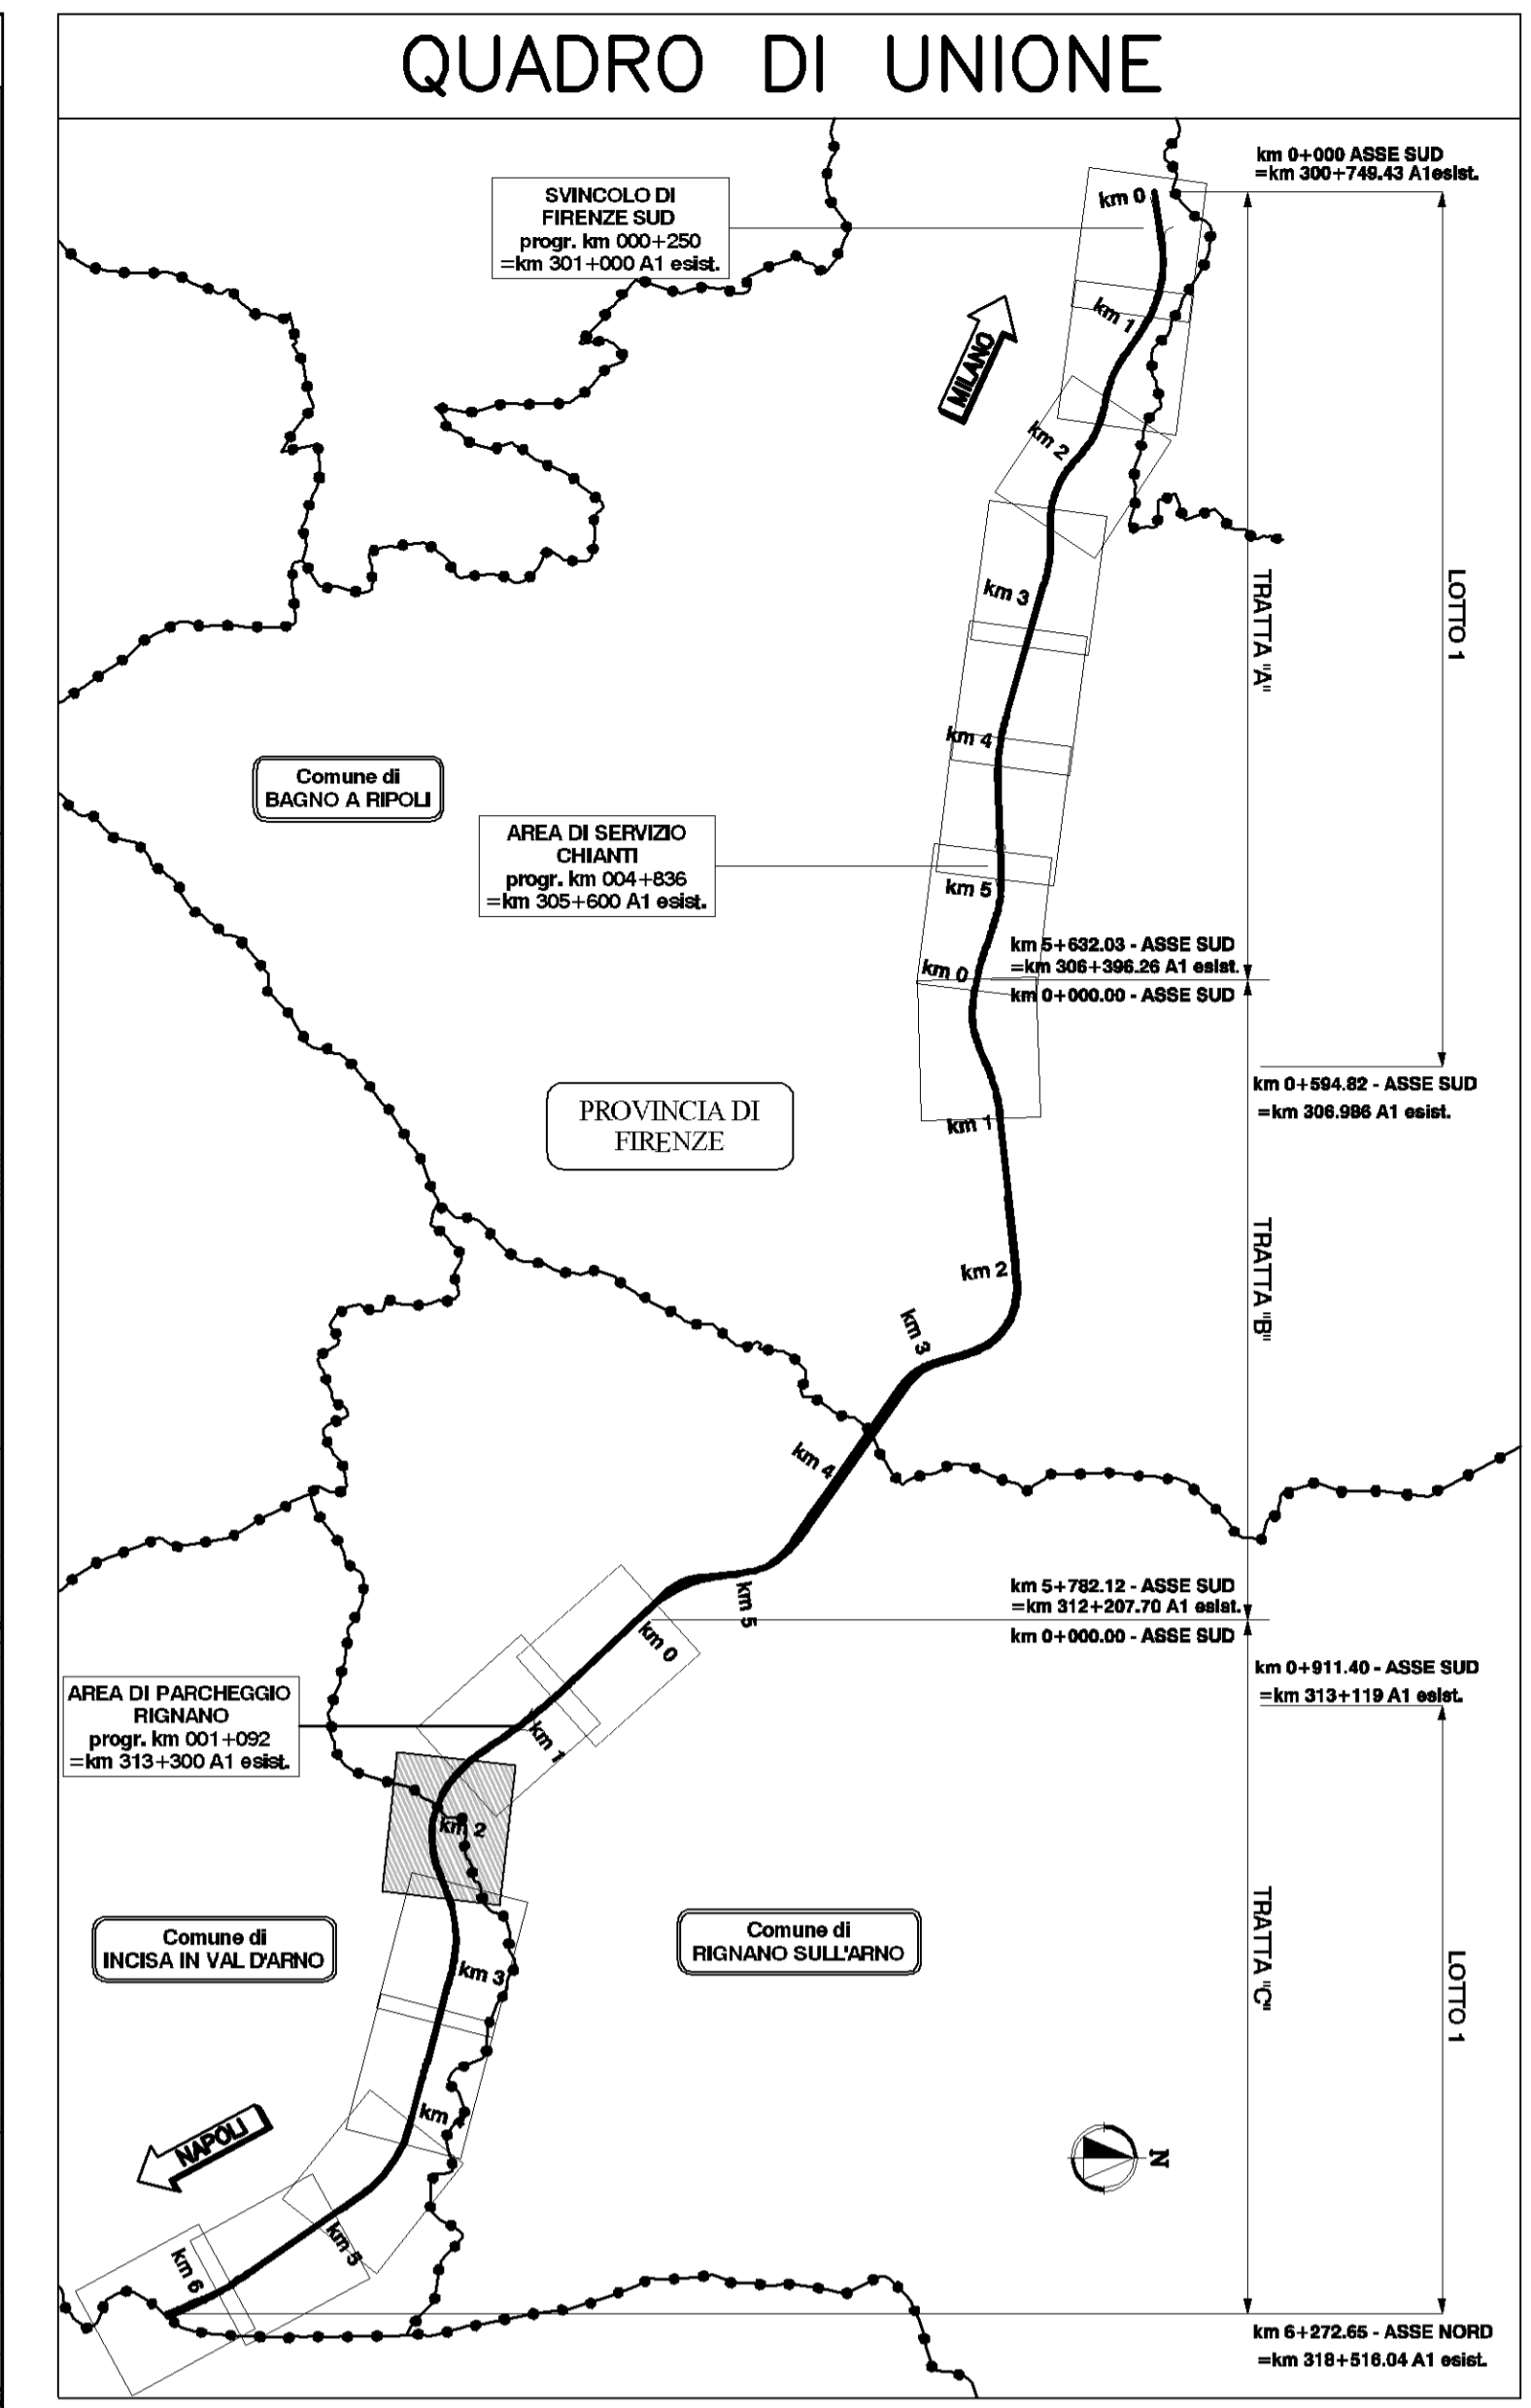 QUADRO DI UNIONE
km 0+000 ASSE SUD
=km 300+749.43 A1esist.
SVINCOLO DI
FIRENZE SUD
progr. km 000+250
=km 301+000 A1 esist.
km 0
km 1
MILANO
km 2
km 3
TRATTA "A"
LOTTO 1
km 4
Comune di
BAGNO A RIPOLI
AREA DI SERVIZIO
CHIANTI
progr. km 004+836
=km 305+600 A1 esist.
km 5
km 5+632.03 - ASSE SUD
=km 306+396.26 A1 esist.
km 0
km 0+000.00 - ASSE SUD
km 0+594.82 - ASSE SUD
=km 306.986 A1 esist.
PROVINCIA DI
FIRENZE
km 1
km 2
TRATTA "B"
km 3
km 4
km 5
km 5+782.12 - ASSE SUD
=km 312+207.70 A1 esist.
km 0+000.00 - ASSE SUD
km 0
km 0+911.40 - ASSE SUD
=km 313+119 A1 esist.
AREA DI PARCHEGGIO
RIGNANO
progr. km 001+092
=km 313+300 A1 esist.
km 1
km 2
Comune di
INCISA IN VAL D'ARNO
Comune di
RIGNANO SULL'ARNO
km 3
TRATTA "C"
LOTTO 1
km 4
NAPOLI
N
km 5
km 6
km 6+272.65 - ASSE NORD
=km 318+516.04 A1 esist.